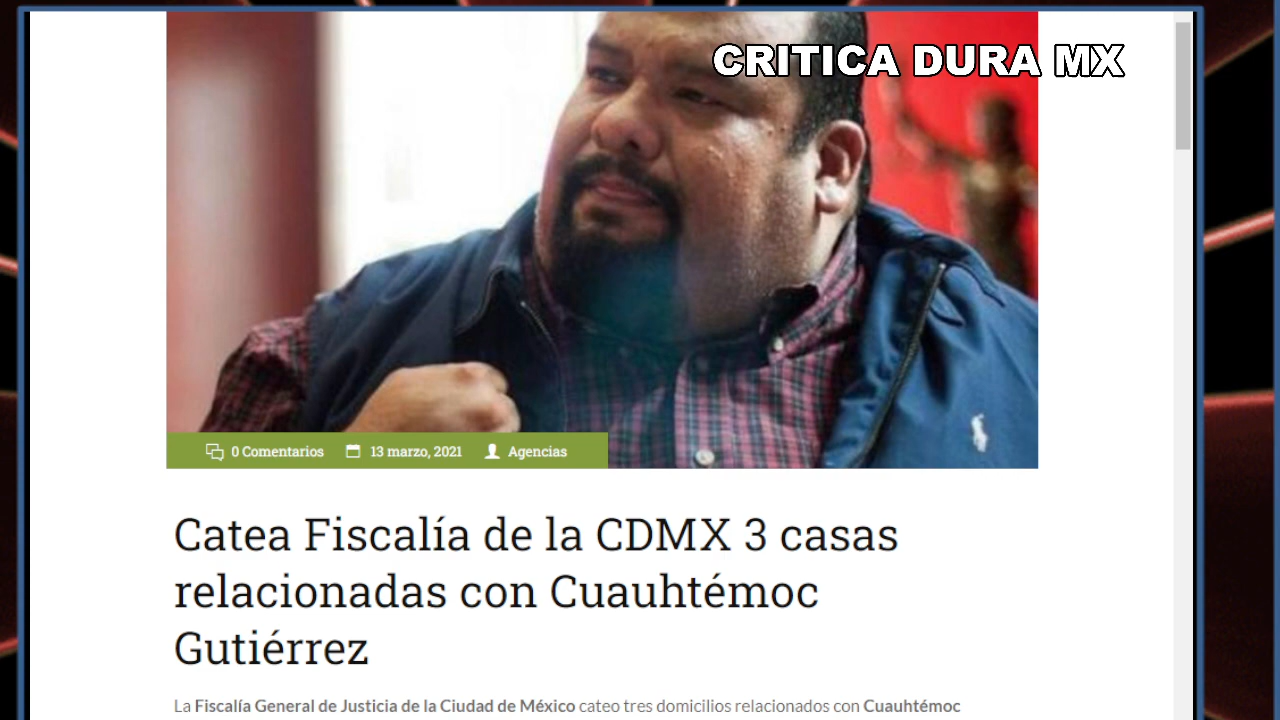 CRITICA DURA MX
0 Comentarios 13 marzo, 2021 Agencias
Catea Fiscalía de la CDMX 3 casas
relacionadas con Cuauhtémoc
Gutiérrez
La Fiscalía General de Justicia de la Ciudad de México cateo tres domicilios relacionados con Cuauhtémoc